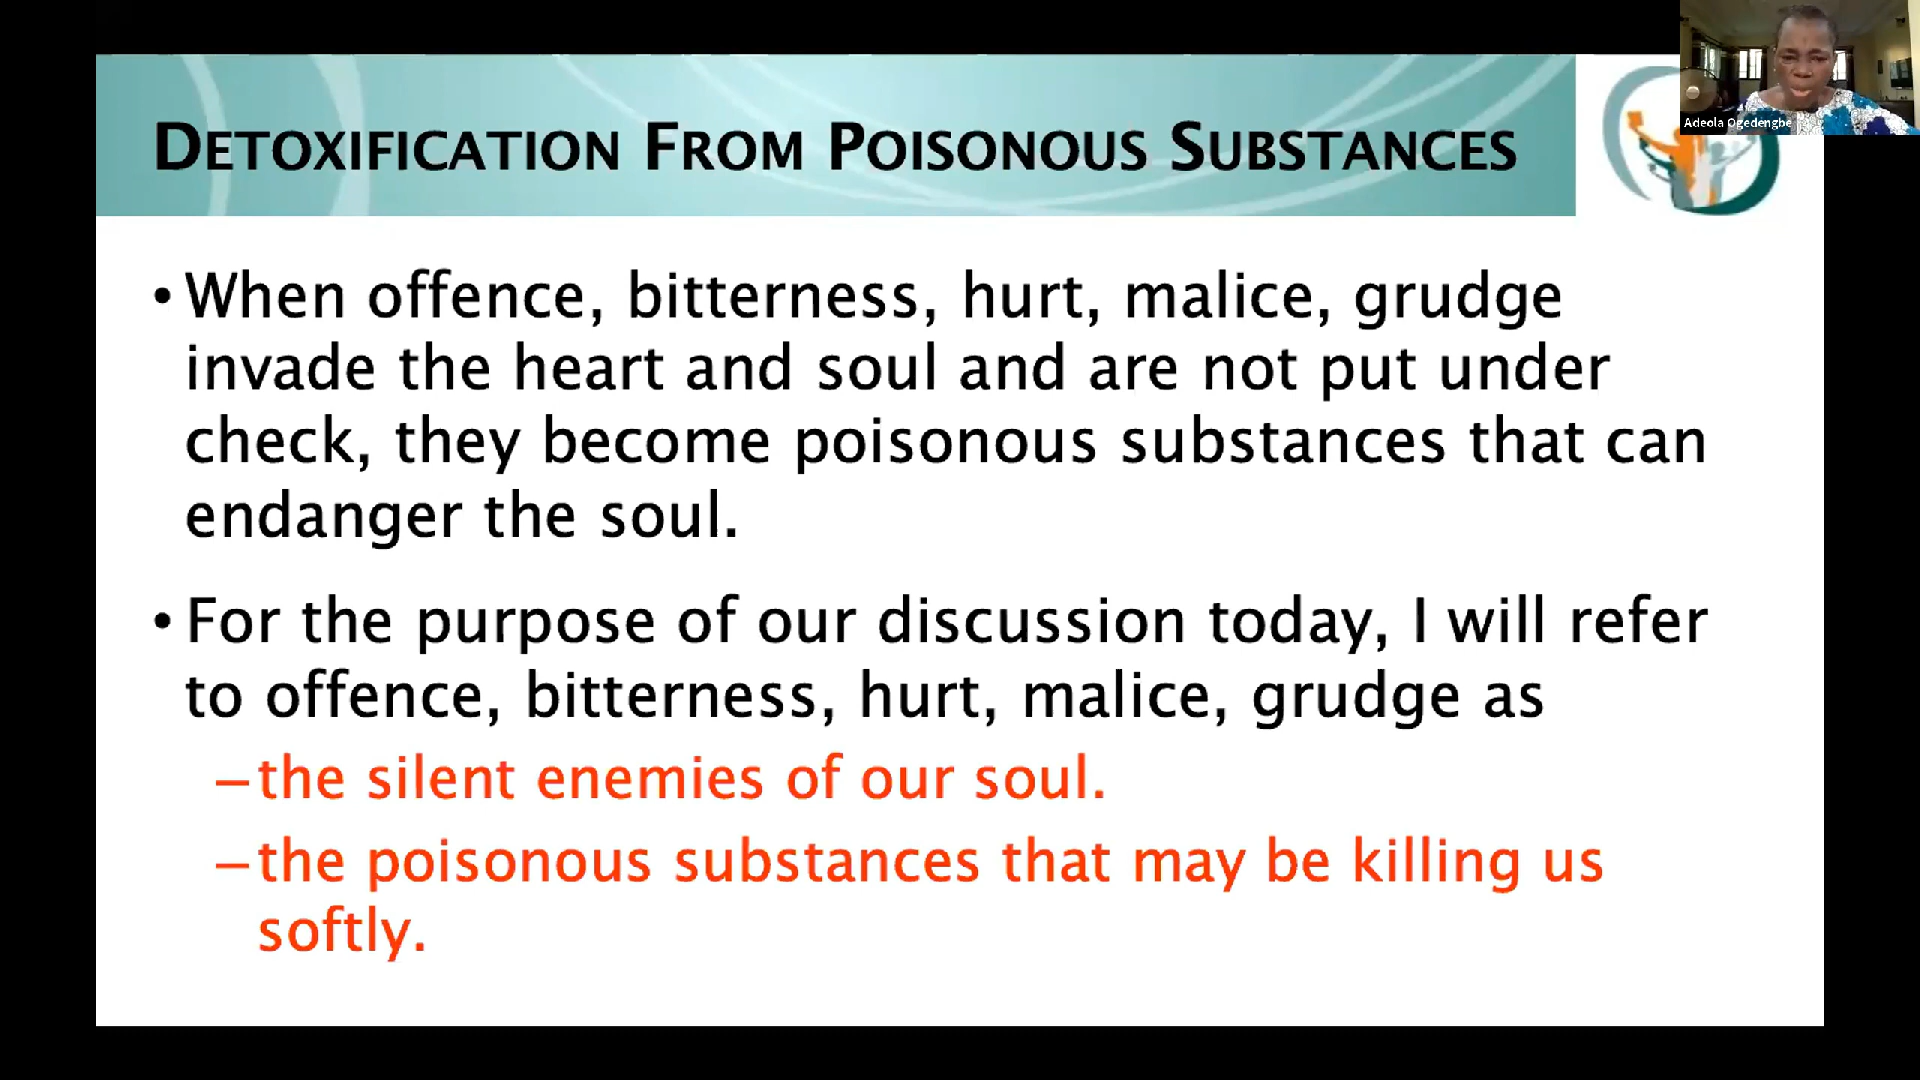 DETOXIFICATION FROM POISONOUS SUBSTANCES
Adeola Ogedengbe
• When offence, bitterness, hurt, malice, grudge
invade the heart and soul and are not put under
check, they become poisonous substances that can
endanger the soul.
• For the purpose of our discussion today, I will refer
to offence, bitterness, hurt, malice, grudge as
–the silent enemies of our soul.
–the poisonous substances that may be killing us
softly.